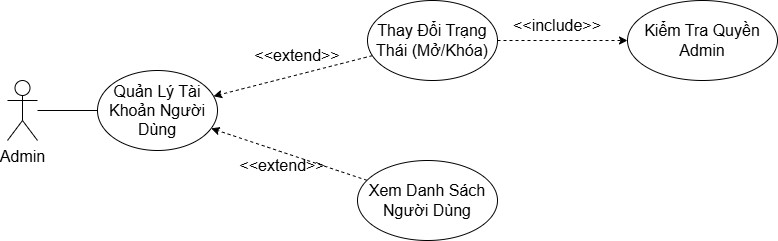 Thay Đổi Trạng
Thái (Mở/Khóa)
<<include>>
Kiểm Tra Quyền
Admin
<<extend>>
Quản Lý Tài
Khoản Người
Dùng
Admin
<<extend>>
Xem Danh Sách
Người Dùng